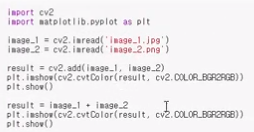 import cv2
import matplotlib.pyplot as plt
image_1 = cv2.imread('image_1.jpg')
image_2 = cv2.imread('image_2.png')
result = cv2.add(image_1, image_2)
plt.imshow(cv2.cvtColor(result, cv2.COLOR_BGR2RGB))
plt.show()
result = image_1 + image_2
plt.imshow(cv2.cvtColor(result, cv2.COLOR_BGR2RGB))
plt.show()